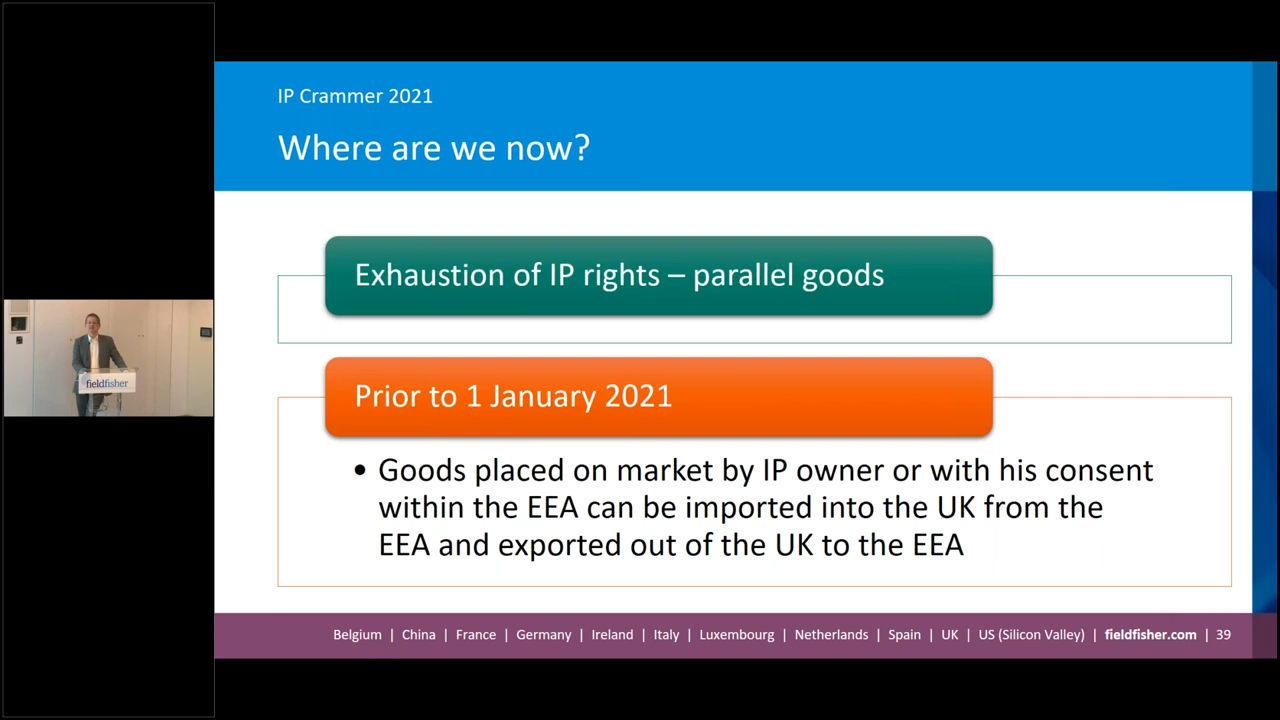 IP Crammer 2021
Where are we now?
Exhaustion of IP rights – parallel goods
Prior to 1 January 2021
• Goods placed on market by IP owner or with his consent
within the EEA can be imported into the UK from the
EEA and exported out of the UK to the EEA
fieldfisher
Belgium | China | France | Germany | Ireland | Italy | Luxembourg | Netherlands | Spain | UK | US (Silicon Valley) | fieldfisher.com | 39